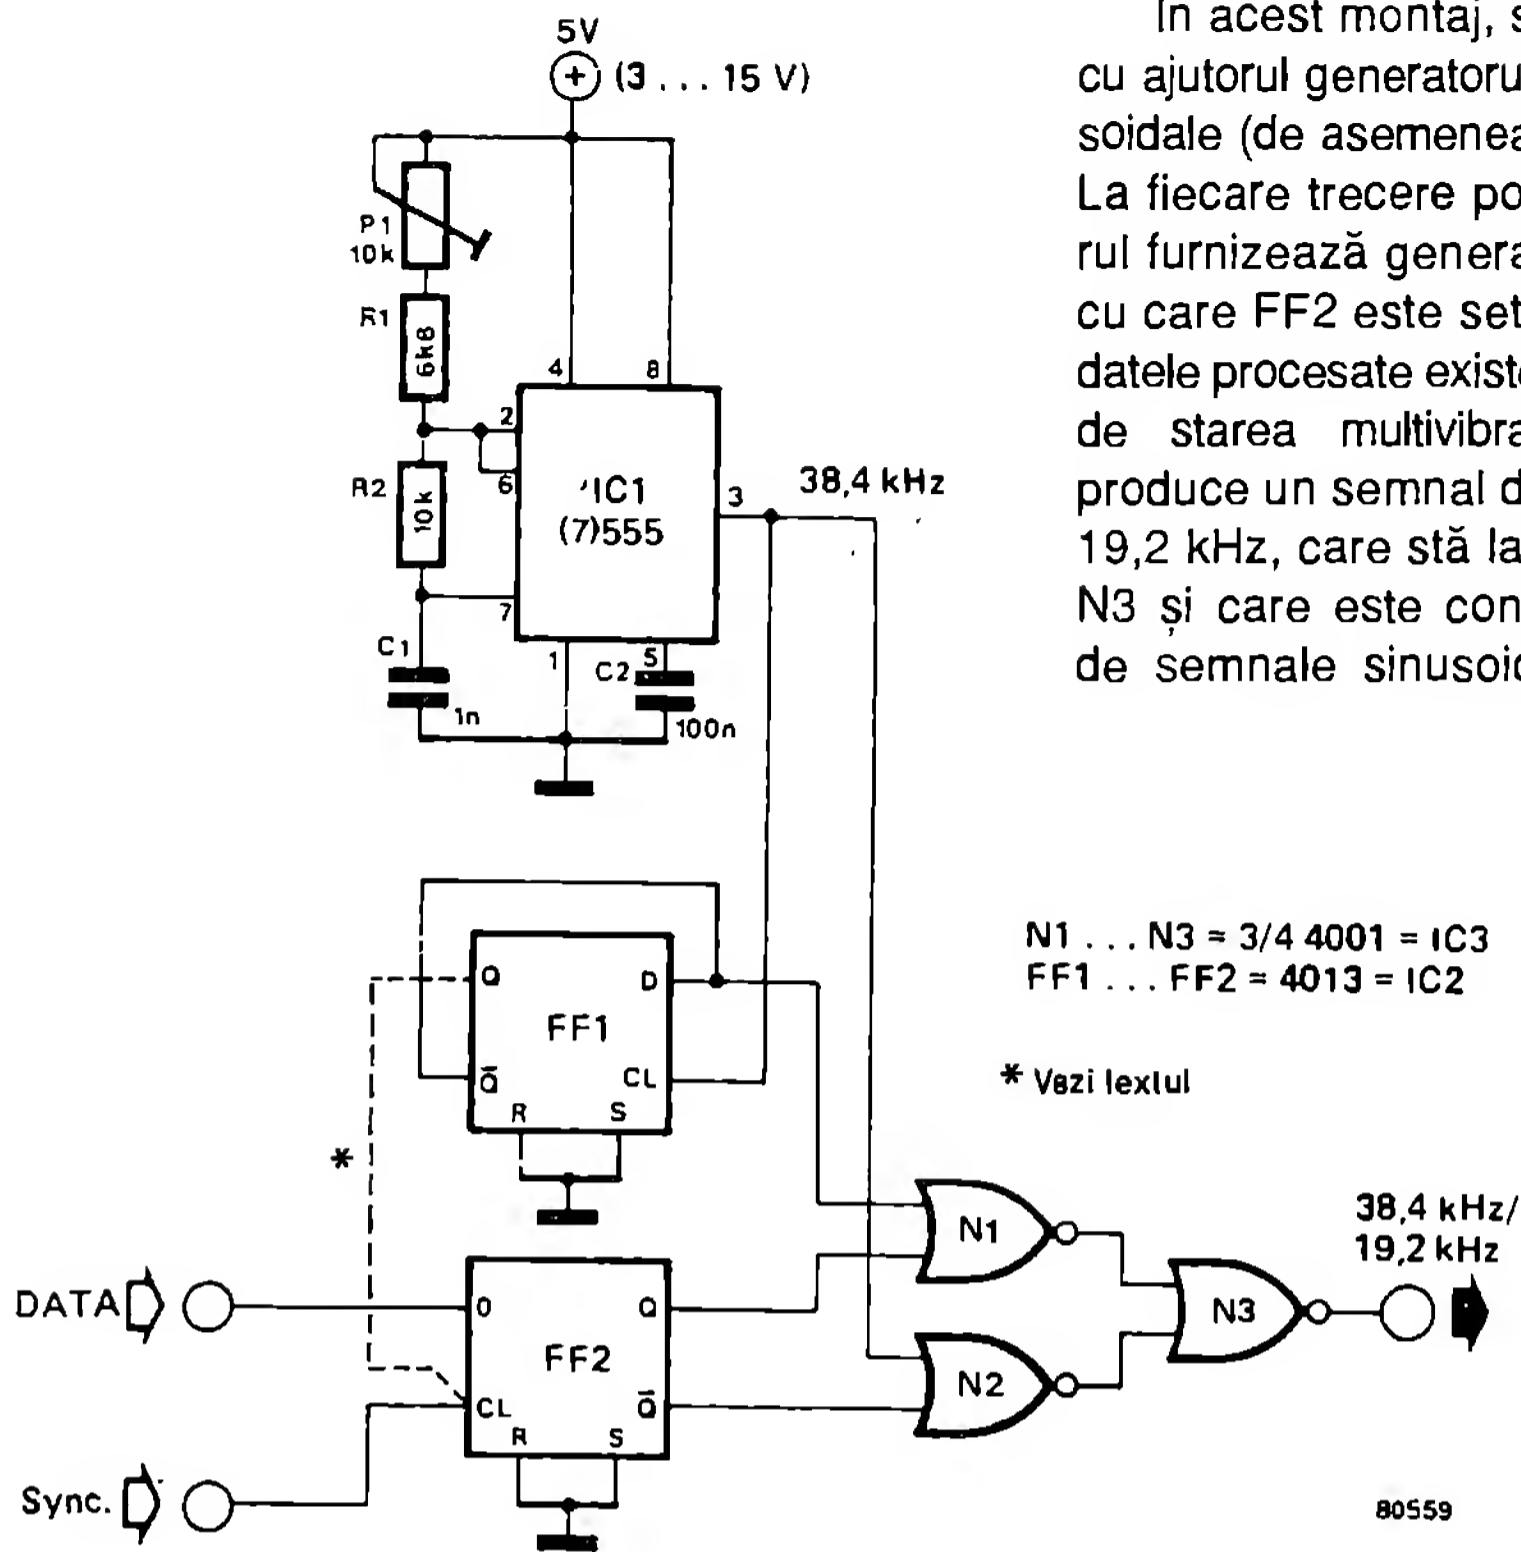 5V
(3 . . . 15 V)
In acest montaj, s
cu ajutorul generatoru
soidale (de asemenea
La fiecare trecere po
rul furnizează genera
cu care FF2 este set
datele procesate exist
de starea multivibra
produce un semnal d
19,2 kHz, care stă la
N3 și care este con
de semnale sinusoid
P1
10k
R1
6k8
4
8
2
6
R2
10k
IC1
(7)555
3
38,4 kHz
7
C1
1n
1
5
C2
100n
N1 . . . N3 = 3/4 4001 = IC3
FF1 . . . FF2 = 4013 = IC2
* Vezi textul
Q
D
FF1
Q̅
CL
R
S
*
N1
38,4 kHz/
19,2 kHz
DATA
D
Q
FF2
N3
N2
CL
Q̅
R
S
Sync.
80559